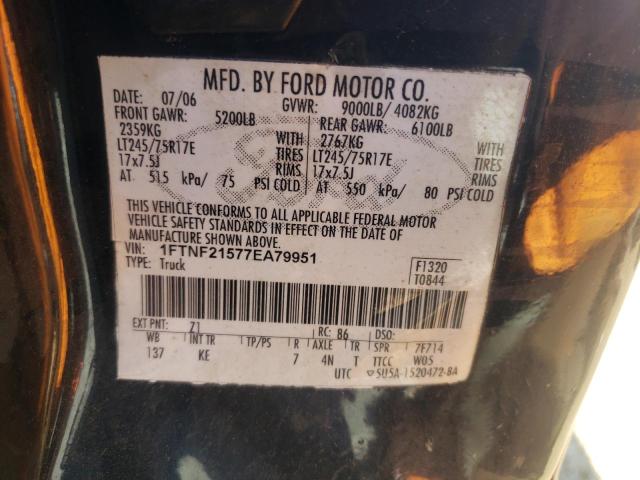 MFD. BY FORD MOTOR CO.
DATE: 07/06 GVWR: 9000LB/ 4082KG
FRONT GAWR: 5200LB REAR GAWR: 6100LB
2359KG WITH 2767KG WITH
LT245/75R17E TIRES LT245/75R17E TIRES
17x7.5J RIMS 17x7.5J RIMS
AT 515 kPa/ 75 PSI COLD AT 550 kPa/ 80 PSI COLD
THIS VEHICLE CONFORMS TO ALL APPLICABLE FEDERAL MOTOR
VEHICLE SAFETY STANDARDS IN EFFECT ON THE DATE OF
MANUFACTURE SHOWN ABOVE.
VIN: 1FTNF21577EA79951 F1320
TYPE: Truck T0844
EXT PNT: Z1 RC: 86 DSO:
WB INT TR TP/PS R AXLE TR SPR 7F714
137 KE 7 4N T TTCC W05
UTC 5U5A-1520472-BA